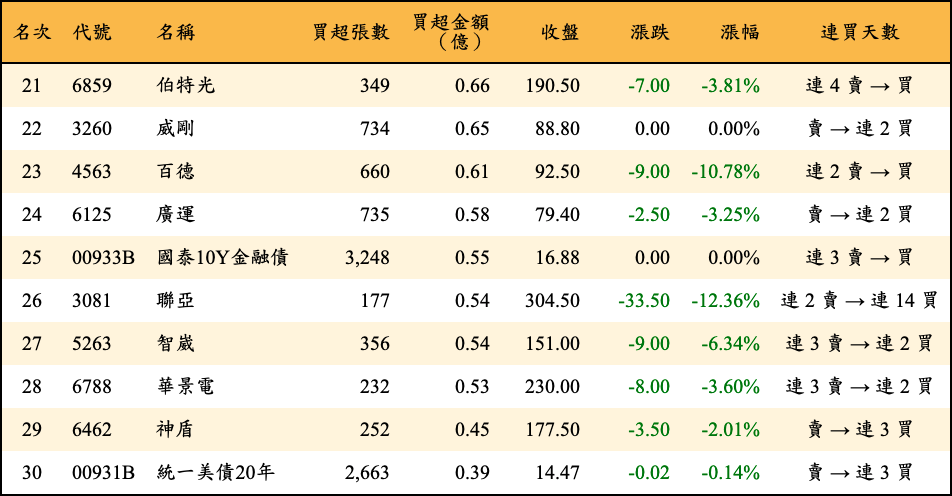 名次 代號 名稱 買超張數 買超金額（億） 收盤 漲跌 漲幅 連買天數
21 6859 伯特光 349 0.66 190.50 -7.00 -3.81% 連 4 賣 → 買
22 3260 威剛 734 0.65 88.80 0.00 0.00% 賣 → 連 2 買
23 4563 百德 660 0.61 92.50 -9.00 -10.78% 連 2 賣 → 買
24 6125 廣運 735 0.58 79.40 -2.50 -3.25% 賣 → 連 2 買
25 00933B 國泰10Y金融債 3,248 0.55 16.88 0.00 0.00% 連 3 賣 → 買
26 3081 聯亞 177 0.54 304.50 -33.50 -12.36% 連 2 賣 → 連 14 買
27 5263 智崴 356 0.54 151.00 -9.00 -6.34% 連 3 賣 → 連 2 買
28 6788 華景電 232 0.53 230.00 -8.00 -3.60% 連 3 賣 → 連 2 買
29 6462 神盾 252 0.45 177.50 -3.50 -2.01% 賣 → 連 3 買
30 00931B 統一美債20年 2,663 0.39 14.47 -0.02 -0.14% 賣 → 連 3 買